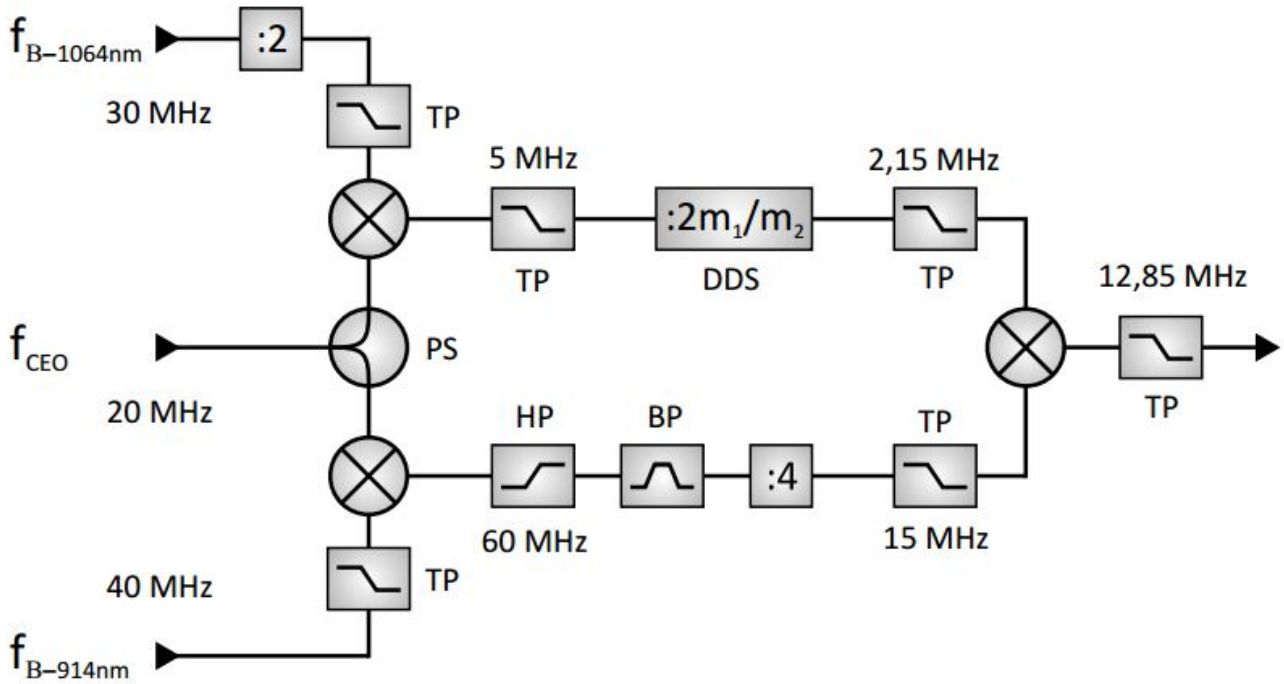 f_B–1064nm
:2
30 MHz
TP
5 MHz
2,15 MHz
:2m₁/m₂
TP
DDS
TP
12,85 MHz
f_CEO
PS
TP
20 MHz
HP
BP
TP
:4
60 MHz
15 MHz
40 MHz
TP
f_B–914nm